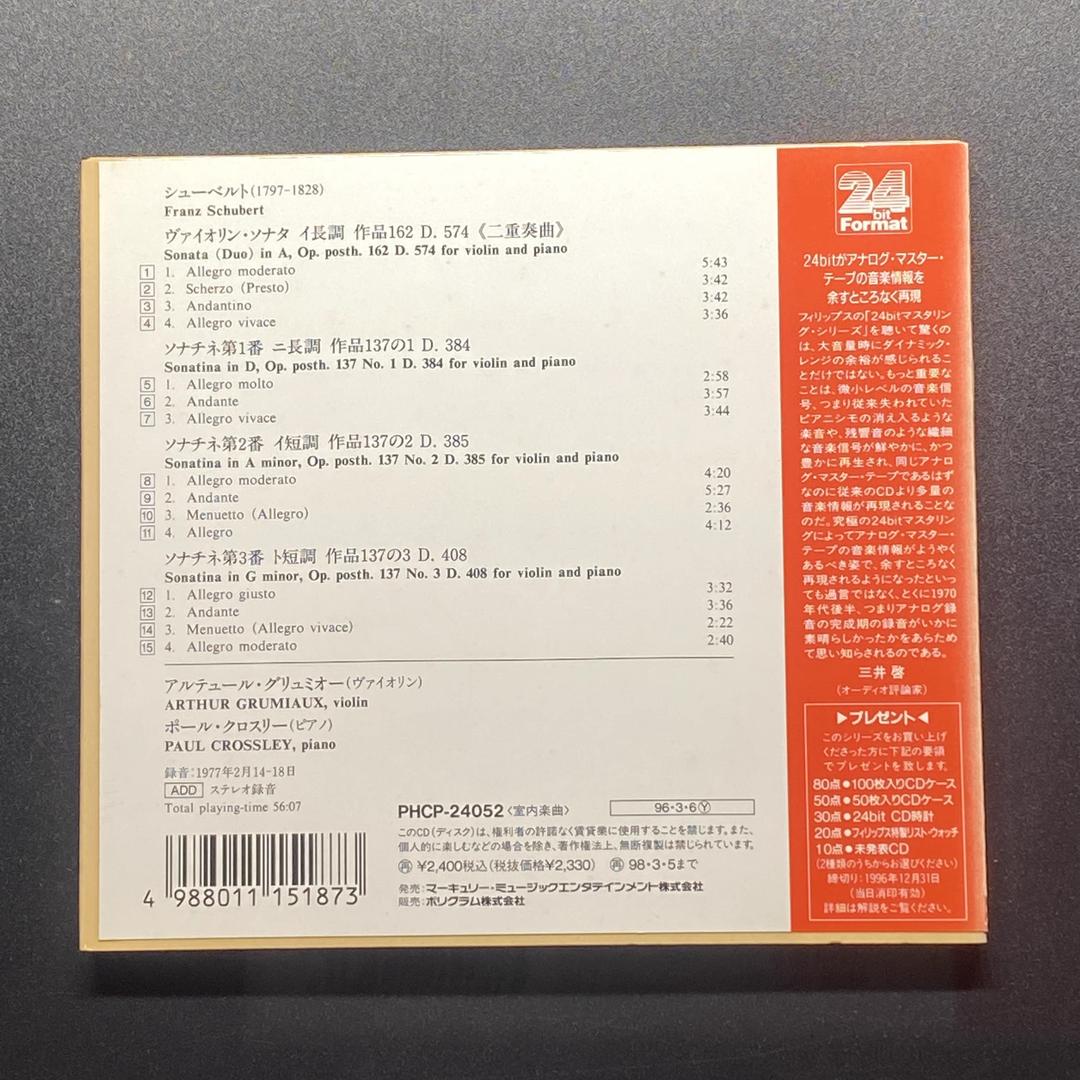 シューベルト(1797-1828)
Franz Schubert
ヴァイオリン・ソナタ イ長調 作品162 D. 574《二重奏曲》
Sonata (Duo) in A, Op. posth. 162 D. 574 for violin and piano
1 1. Allegro moderato 5:43
2 2. Scherzo (Presto) 3:42
3 3. Andantino 3:42
4 4. Allegro vivace 3:36
ソナチネ第1番 ニ長調 作品137の1 D. 384
Sonatina in D, Op. posth. 137 No. 1 D. 384 for violin and piano
5 1. Allegro molto 2:58
6 2. Andante 3:57
7 3. Allegro vivace 3:44
ソナチネ第2番 イ短調 作品137の2 D. 385
Sonatina in A minor, Op. posth. 137 No. 2 D. 385 for violin and piano
8 1. Allegro moderato 4:20
9 2. Andante 5:27
10 3. Menuetto (Allegro) 2:36
11 4. Allegro 4:12
ソナチネ第3番 ト短調 作品137の3 D. 408
Sonatina in G minor, Op. posth. 137 No. 3 D. 408 for violin and piano
12 1. Allegro giusto 3:32
13 2. Andante 3:36
14 3. Menuetto (Allegro vivace) 2:22
15 4. Allegro moderato 2:40
アルテュール・グリュミオー(ヴァイオリン)
ARTHUR GRUMIAUX, violin
ポール・クロスリー(ピアノ)
PAUL CROSSLEY, piano
録音:1977年2月14-18日
ADD ステレオ録音
Total playing-time 56:07
PHCP-24052〈室内楽曲〉 96・3・6Ⓨ
このCD(ディスク)は、権利者の許諾なく賃貸業に使用することを禁じます。また、
個人的に楽しむなどの場合を除き、著作権法上、無断複製は禁じられています。
再 ¥2,400税込(税抜価格¥2,330) 再 98・3・5まで
発売:マーキュリー・ミュージックエンタテインメント株式会社
販売:ポリグラム株式会社
4 988011 151873
24
bit
Format
24bitがアナログ・マスター・
テープの音楽情報を
余すところなく再現
フィリップスの「24bitマスタリン
グ・シリーズ」を聴いて驚くの
は、大音量時にダイナミック・
レンジの余裕が感じられるこ
とだけではない。もっと重要な
ことは、微小レベルの音楽信
号、つまり従来失われていた
ピアニシモの消え入るような
楽音や、残響音のような繊細
な音楽信号が鮮やかに、かつ
豊かに再生され、同じアナロ
グ・マスター・テープであるはず
なのに従来のCDより多量の
音楽情報が再現されることな
のだ。究極の24bitマスタリン
グによってアナログ・マスター・
テープの音楽情報がようやく
あるべき姿で、余すところなく
再現されるようになったといっ
ても過言ではなく、とくに1970
年代後半、つまりアナログ録
音の完成期の録音がいかに
素晴らしかったかをあらため
て思い知らされるのである。
三井 啓
(オーディオ評論家)
▶プレゼント◀
このシリーズをお買い上げ
くださった方に下記の要領
でプレゼントを致します。
80点●100枚入りCDケース
50点●50枚入りCDケース
30点●24bit CD時計
20点●フィリップス特製リスト・ウォッチ
10点●未発表CD
(2種類のうちからお選びください)
締切り:1996年12月31日
(当日消印有効)
詳細は解説をご覧ください。